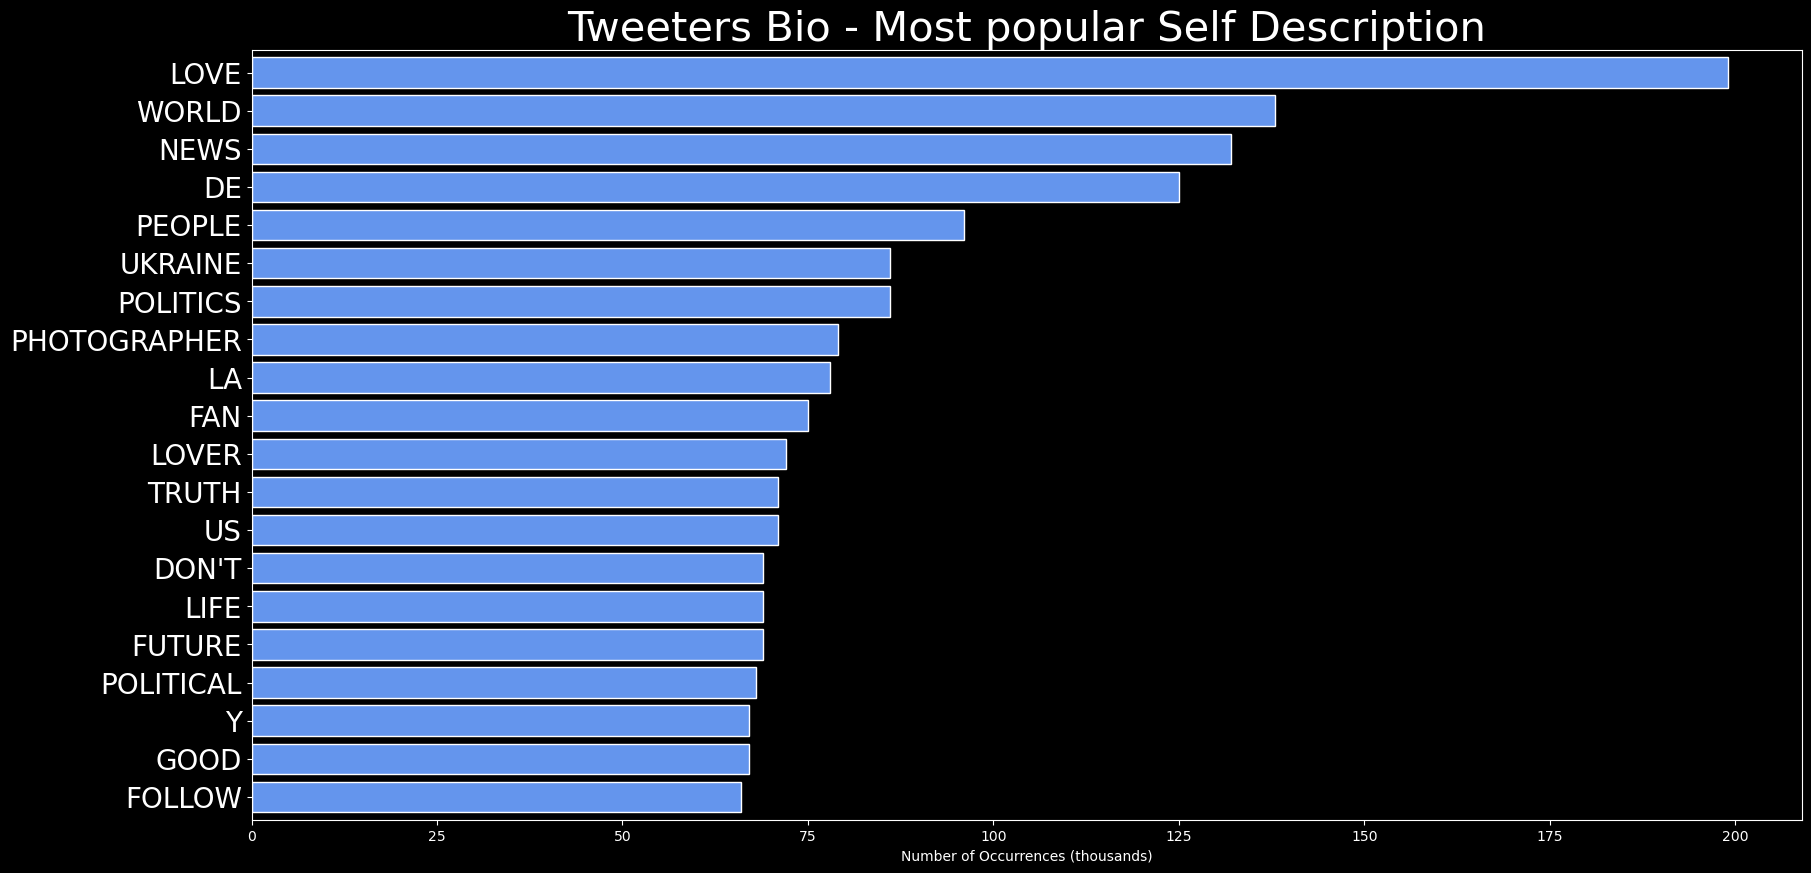 Tweeters Bio - Most popular Self Description
LOVE
WORLD
NEWS
DE
PEOPLE
UKRAINE
POLITICS
PHOTOGRAPHER
LA
FAN
LOVER
TRUTH
US
DON'T
LIFE
FUTURE
POLITICAL
Y
GOOD
FOLLOW
0 25 50 75 100 125 150 175 200
Number of Occurrences (thousands)